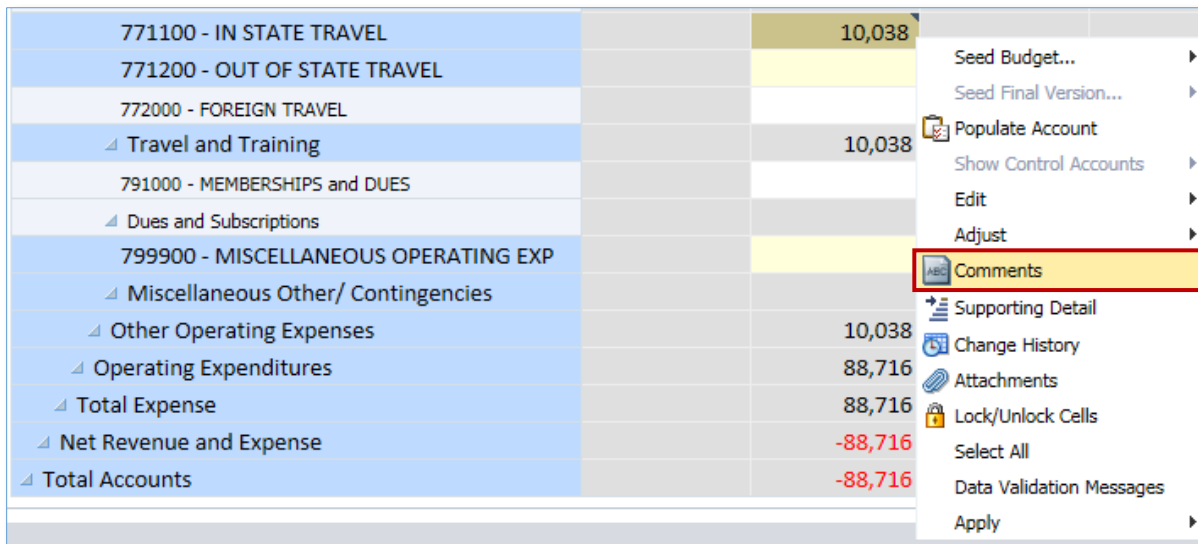 771100 - IN STATE TRAVEL 10,038
771200 - OUT OF STATE TRAVEL
772000 - FOREIGN TRAVEL
Travel and Training 10,038
791000 - MEMBERSHIPS and DUES
Dues and Subscriptions
799900 - MISCELLANEOUS OPERATING EXP
Miscellaneous Other/ Contingencies
Other Operating Expenses 10,038
Operating Expenditures 88,716
Total Expense 88,716
Net Revenue and Expense -88,716
Total Accounts -88,716
Seed Budget...
Seed Final Version...
Populate Account
Show Control Accounts
Edit
Adjust
ABC Comments
Supporting Detail
Change History
Attachments
Lock/Unlock Cells
Select All
Data Validation Messages
Apply